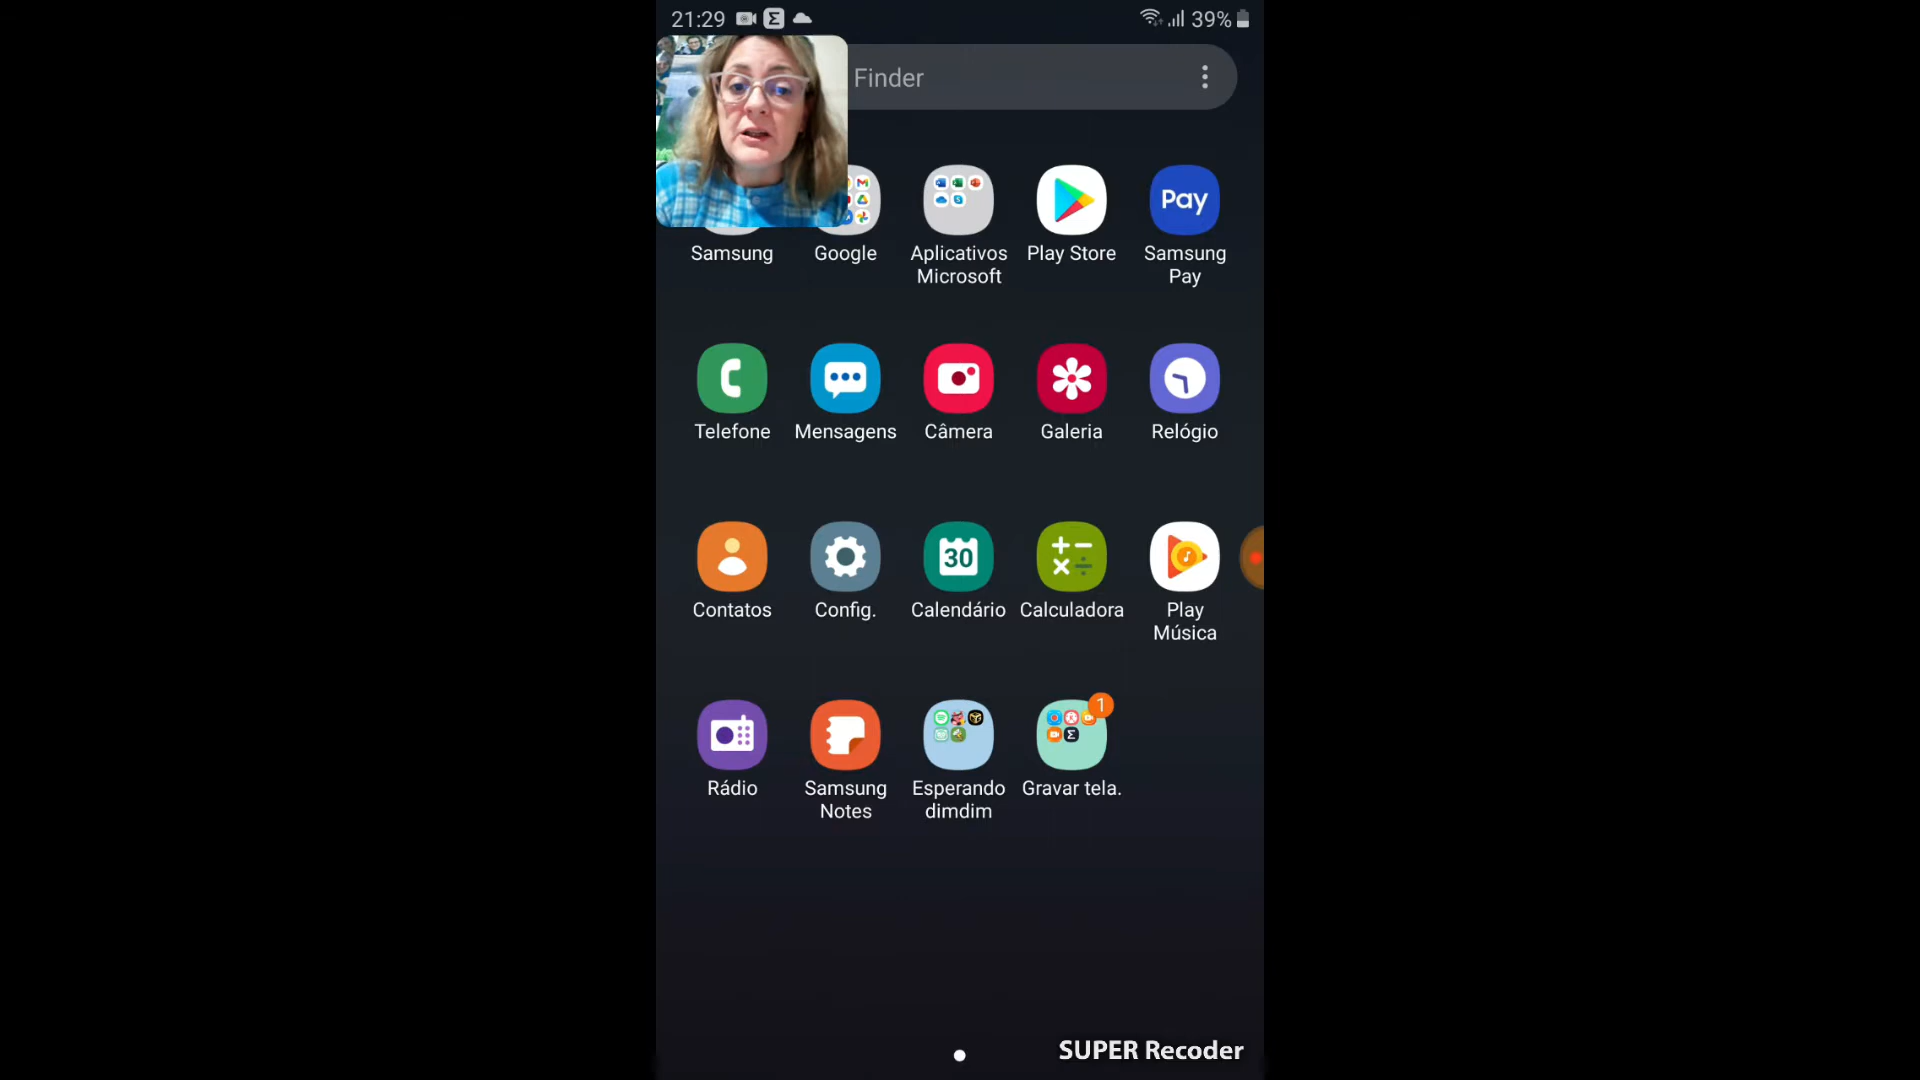 21:29
39%
Finder
Samsung
Google
Aplicativos
Microsoft
Play Store
Pay
Samsung
Pay
Telefone
Mensagens
Câmera
Galeria
Relógio
Contatos
Config.
30
Calendário
Calculadora
Play
Música
Rádio
Samsung
Notes
Esperando
dimdim
1
Gravar tela.
SUPER Recoder